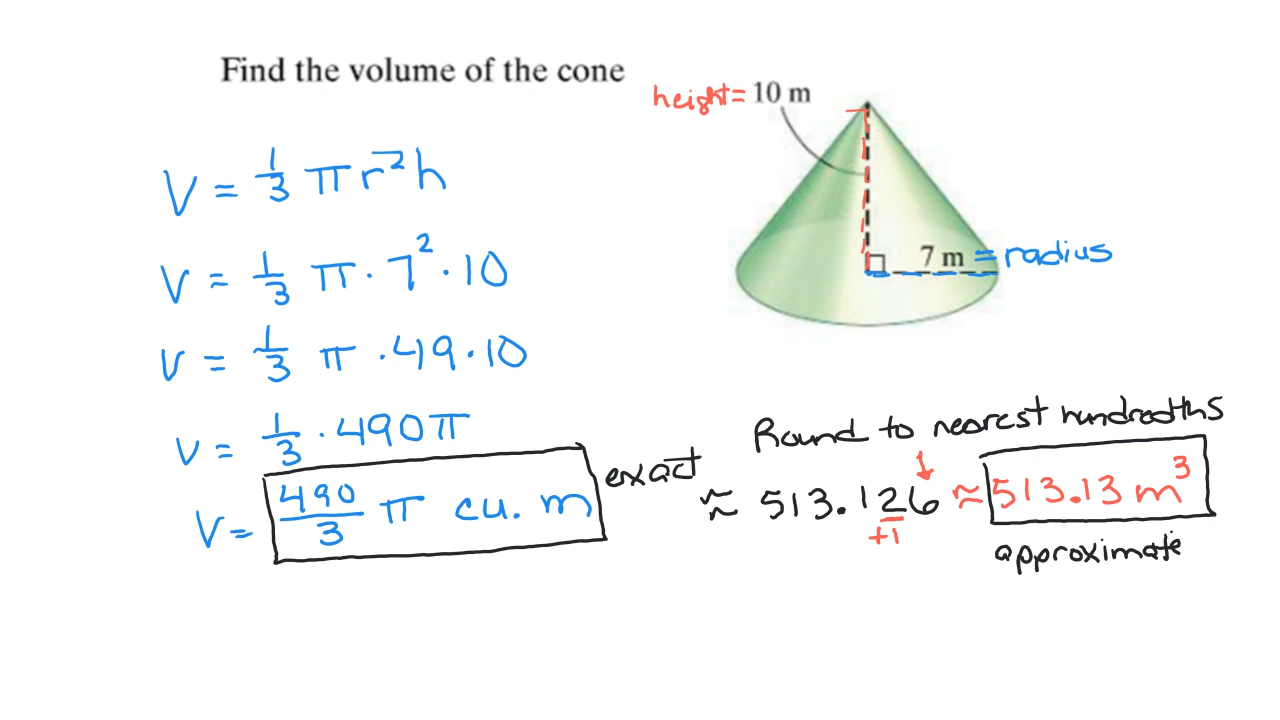 Find the volume of the cone
height = 10 m
7 m = radius
V = 1/3 π r²h
V = 1/3 π · 7² · 10
V = 1/3 π · 49 · 10
V = 1/3 · 490π
V = 490/3 π cu. m
exact
Round to nearest hundredths
≈ 513.126 ≈ 513.13 m³
+1
approximate